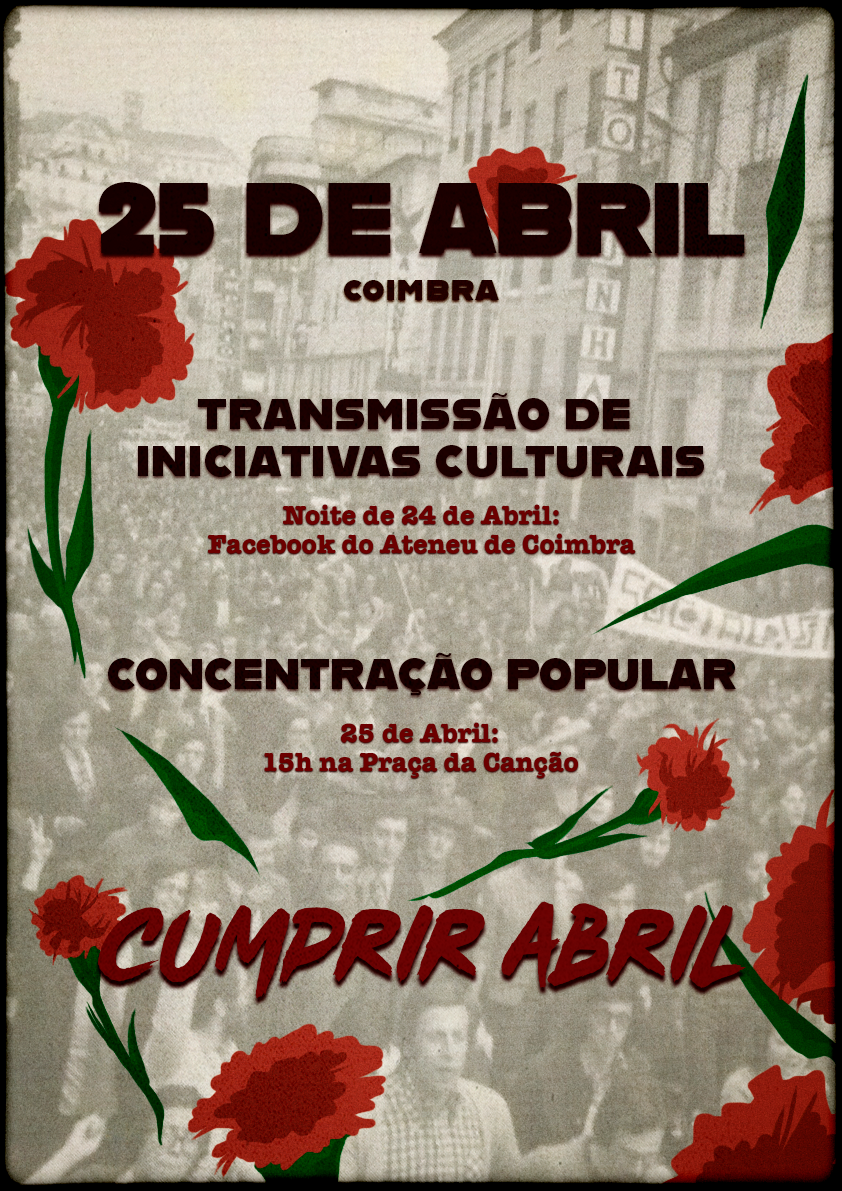 25 DE ABRIL
COIMBRA
TRANSMISSÃO DE
INICIATIVAS CULTURAIS
Noite de 24 de Abril:
Facebook do Ateneu de Coimbra
CONCENTRAÇÃO POPULAR
25 de Abril:
15h na Praça da Canção
CUMPRIR ABRIL